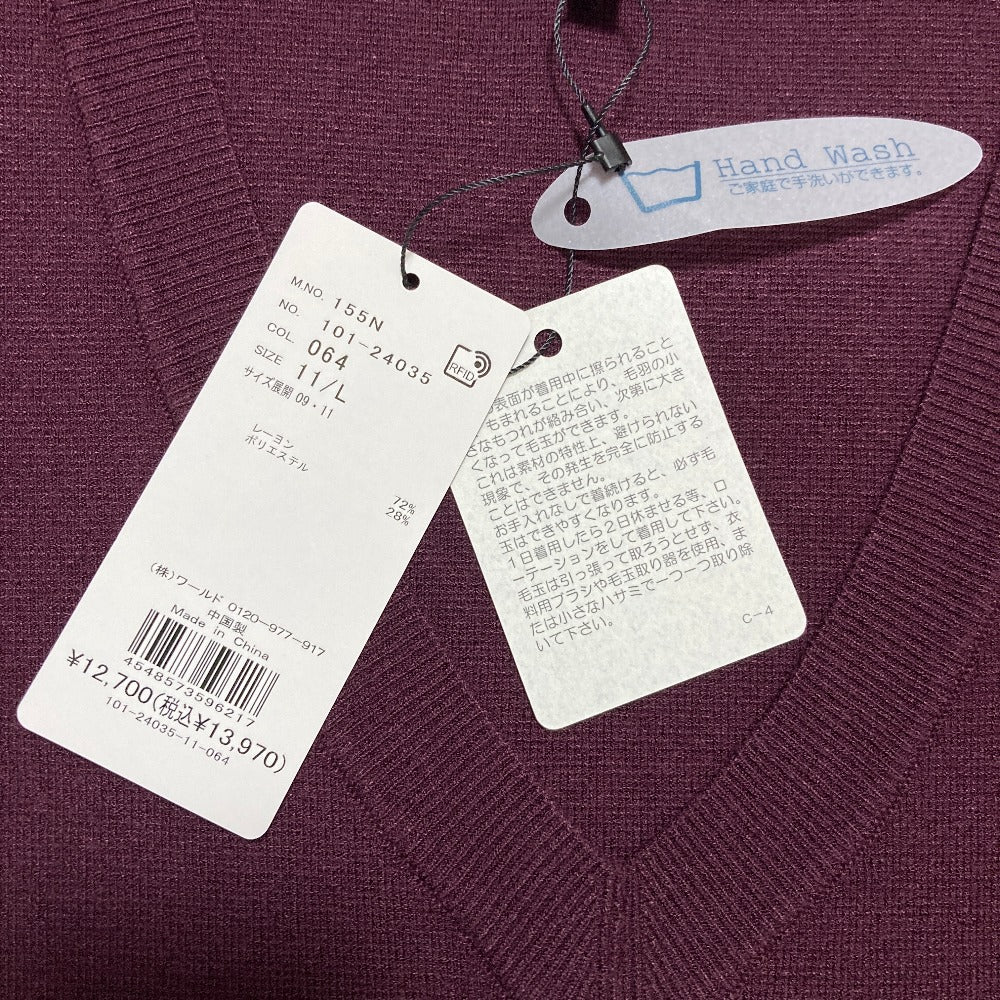 Hand Wash
ご家庭で手洗いができます。
M.NO. 155N
NO. 101-24035
COL. 064
SIZE 11/L
サイズ展開 09・11
RFID
レーヨン 72%
ポリエステル 28%
(株)ワールド 0120-977-917
中国製
Made in China
4548573596217
¥12,700(税込¥13,970)
101-24035-11-064
表面が着用中に擦られること
もまれることにより、毛羽の小
さなもつれが絡み合い、次第に大き
くなって毛玉ができます。
これは素材の特性上、避けられない
現象で、その発生を完全に防止する
ことはできません。
お手入れなしで着続けると、必ず毛
玉はできやすくなります。
1日着用したら2日休ませる等、ロ
ーテーションをして着用して下さい。
毛玉は引っ張って取ろうとせず、衣
料用ブラシや毛玉取り器を使用、ま
たは小さなハサミで一つ一つ取り除
いて下さい。
C-4